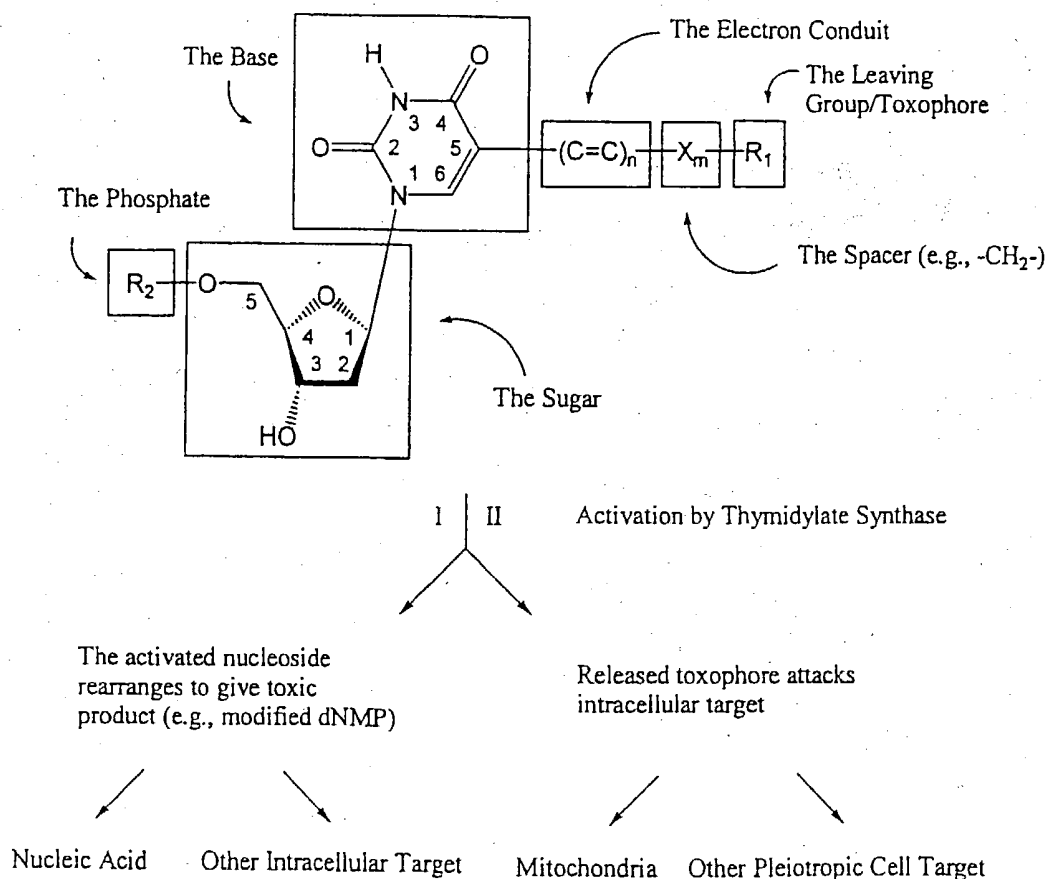 The Electron Conduit
The Base
The Leaving
Group/Toxophore
H
O
N
3
4
O
2
5
(C=C)n
Xm
R1
1
6
N
The Phosphate
The Spacer (e.g., -CH2-)
R2
O
5
O
4
1
3
2
The Sugar
HO
I
II
Activation by Thymidylate Synthase
The activated nucleoside
rearranges to give toxic
product (e.g., modified dNMP)
Released toxophore attacks
intracellular target
Nucleic Acid
Other Intracellular Target
Mitochondria
Other Pleiotropic Cell Target